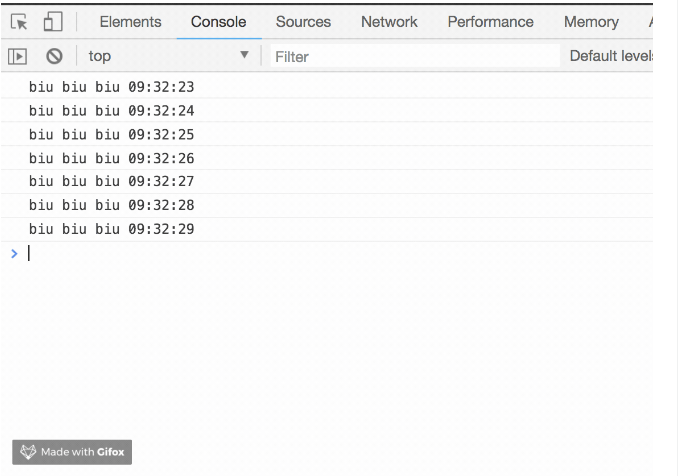 Elements Console Sources Network Performance Memory
top Filter Default levels
biu biu biu 09:32:23
biu biu biu 09:32:24
biu biu biu 09:32:25
biu biu biu 09:32:26
biu biu biu 09:32:27
biu biu biu 09:32:28
biu biu biu 09:32:29
>
Made with Gifox